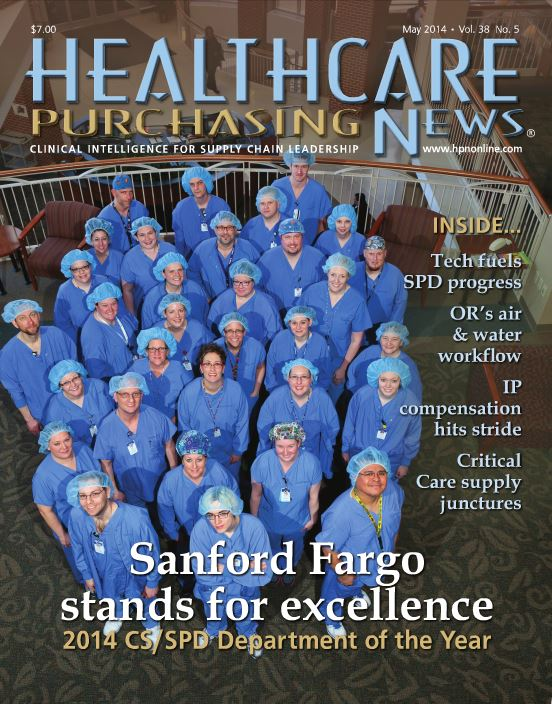 $7.00
May 2014 • Vol. 38 No. 5
HEALTHCARE
PURCHASING NEWS®
CLINICAL INTELLIGENCE FOR SUPPLY CHAIN LEADERSHIP
www.hpnonline.com
INSIDE...
Tech fuels
SPD progress
OR's air
& water
workflow
IP
compensation
hits stride
Critical
Care supply
junctures
Sanford Fargo
stands for excellence
2014 CS/SPD Department of the Year